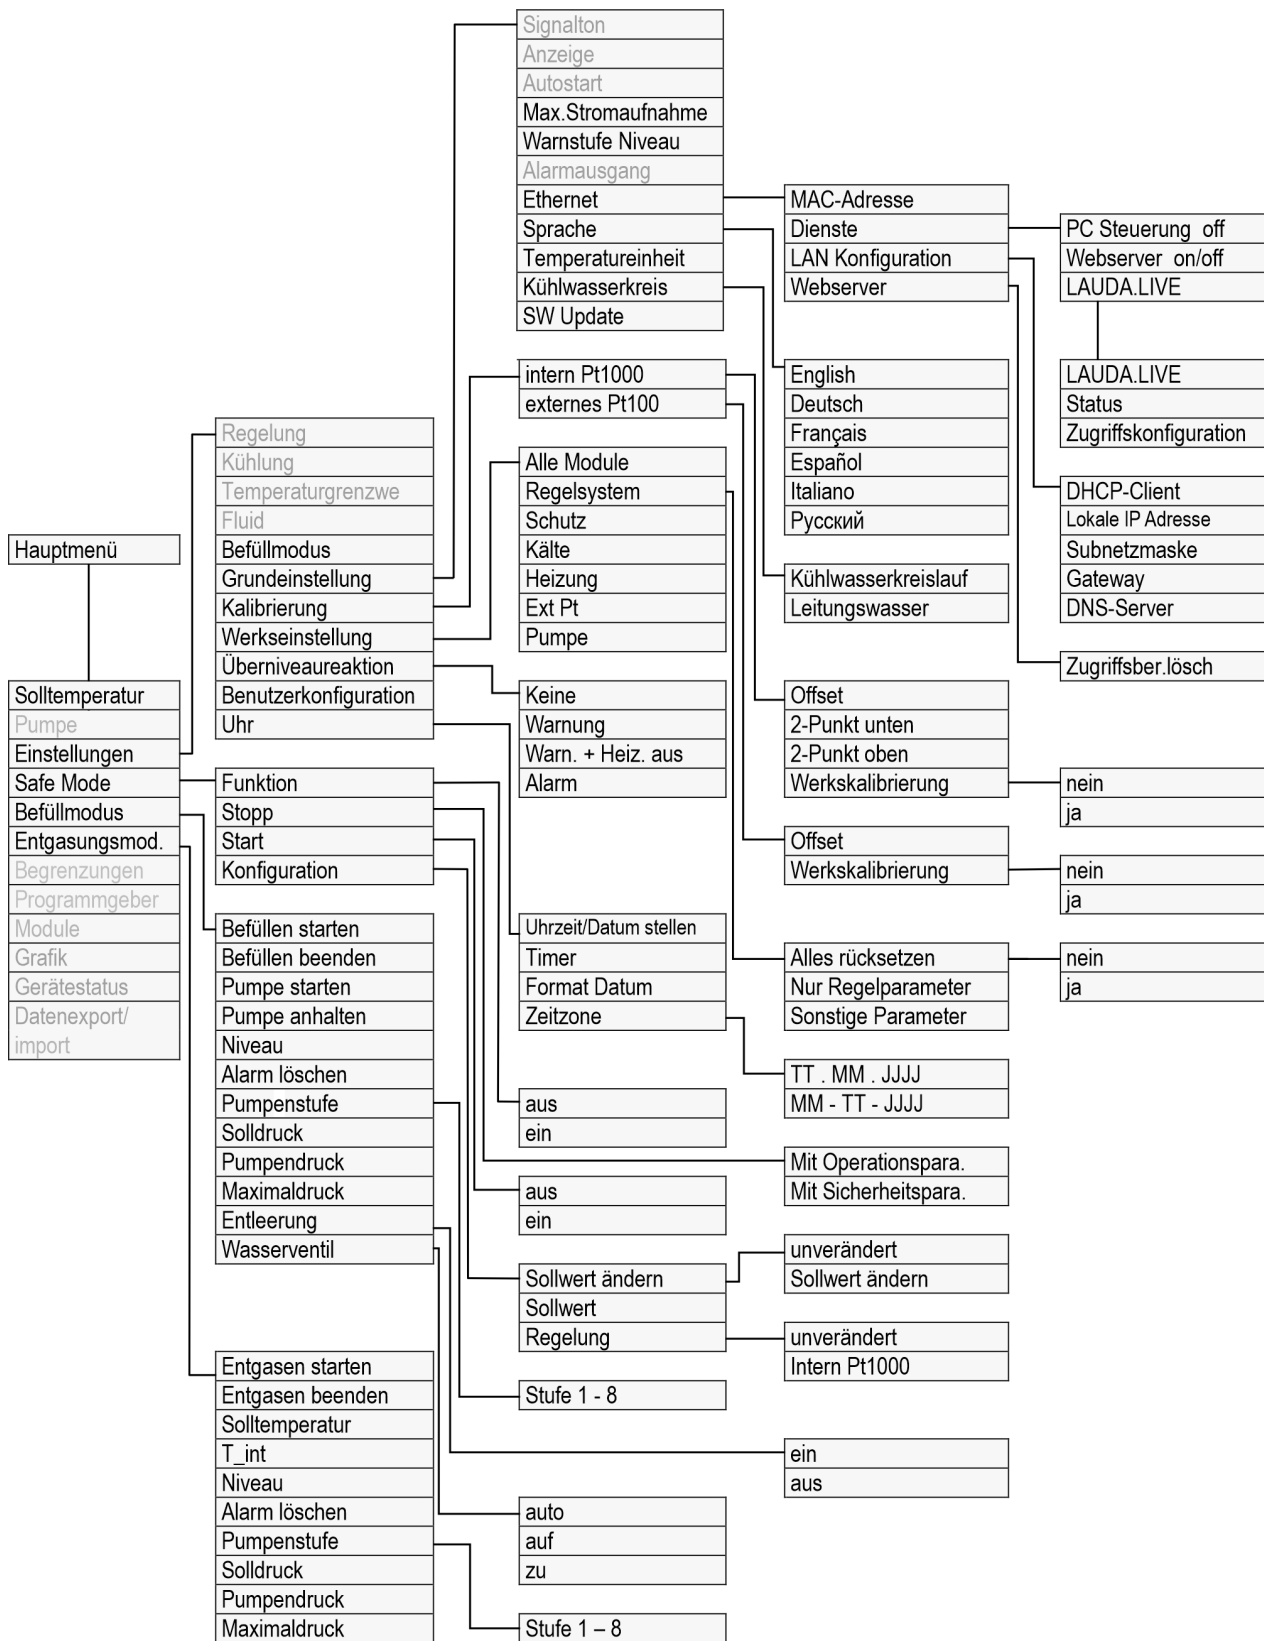 Hauptmenü
Solltemperatur
Pumpe
Einstellungen
Safe Mode
Befüllmodus
Entgasungsmod.
Begrenzungen
Programmgeber
Module
Grafik
Gerätestatus
Datenexport/
import
Regelung
Kühlung
Temperaturgrenzwe
Fluid
Befüllmodus
Grundeinstellung
Kalibrierung
Werkseinstellung
Überniveaureaktion
Benutzerkonfiguration
Uhr
Funktion
Stopp
Start
Konfiguration
Befüllen starten
Befüllen beenden
Pumpe starten
Pumpe anhalten
Niveau
Alarm löschen
Pumpenstufe
Solldruck
Pumpendruck
Maximaldruck
Entleerung
Wasserventil
Entgasen starten
Entgasen beenden
Solltemperatur
T_int
Niveau
Alarm löschen
Pumpenstufe
Solldruck
Pumpendruck
Maximaldruck
Signalton
Anzeige
Autostart
Max.Stromaufnahme
Warnstufe Niveau
Alarmausgang
Ethernet
Sprache
Temperatureinheit
Kühlwasserkreis
SW Update
intern Pt1000
externes Pt100
Alle Module
Regelsystem
Schutz
Kälte
Heizung
Ext Pt
Pumpe
Keine
Warnung
Warn. + Heiz. aus
Alarm
Uhrzeit/Datum stellen
Timer
Format Datum
Zeitzone
aus
ein
aus
ein
Sollwert ändern
Sollwert
Regelung
Stufe 1 - 8
auto
auf
zu
Stufe 1 – 8
MAC-Adresse
Dienste
LAN Konfiguration
Webserver
English
Deutsch
Français
Español
Italiano
Русский
Kühlwasserkreislauf
Leitungswasser
Offset
2-Punkt unten
2-Punkt oben
Werkskalibrierung
Offset
Werkskalibrierung
Alles rücksetzen
Nur Regelparameter
Sonstige Parameter
TT . MM . JJJJ
MM - TT - JJJJ
Mit Operationspara.
Mit Sicherheitspara.
unverändert
Sollwert ändern
unverändert
Intern Pt1000
ein
aus
PC Steuerung off
Webserver on/off
LAUDA.LIVE
LAUDA.LIVE
Status
Zugriffskonfiguration
DHCP-Client
Lokale IP Adresse
Subnetzmaske
Gateway
DNS-Server
Zugriffsber.lösch
nein
ja
nein
ja
nein
ja